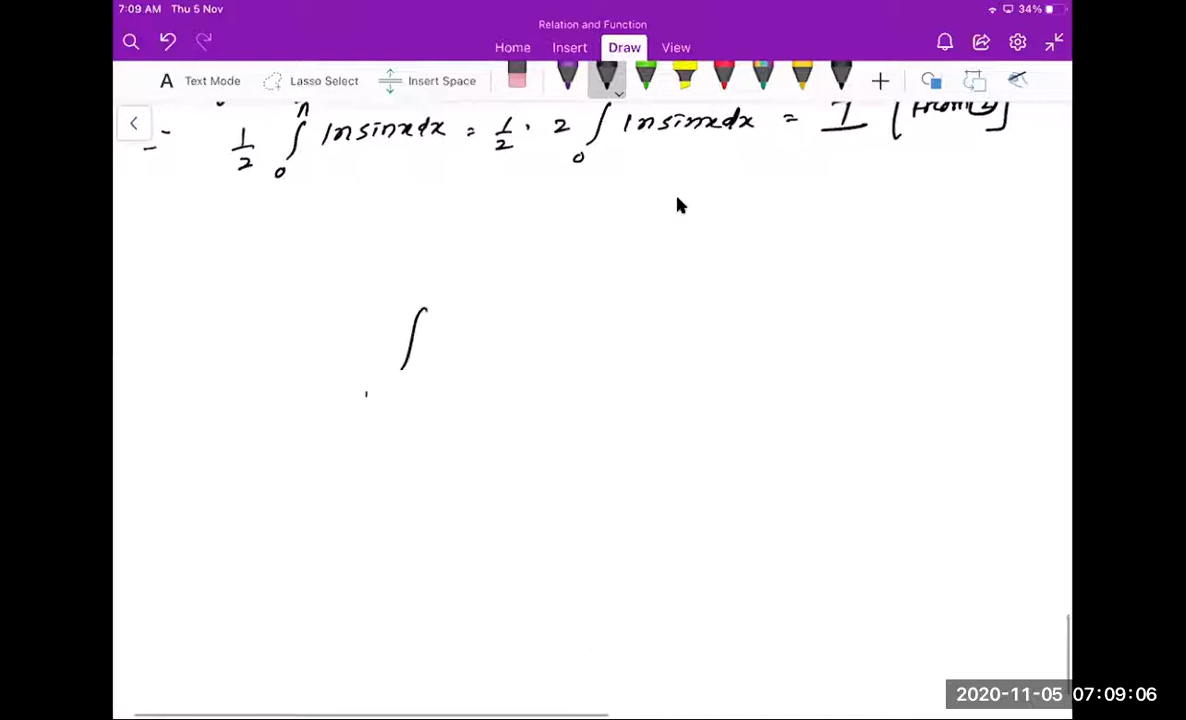 7:09 AM Thu 5 Nov
34%
Relation and Function
Home Insert Draw View
Text Mode Lasso Select Insert Space
= 1/2 ∫₀^π ln sin x dx = 1/2 · 2 ∫₀ ln sin x dx = I
∫
2020-11-05 07:09:06